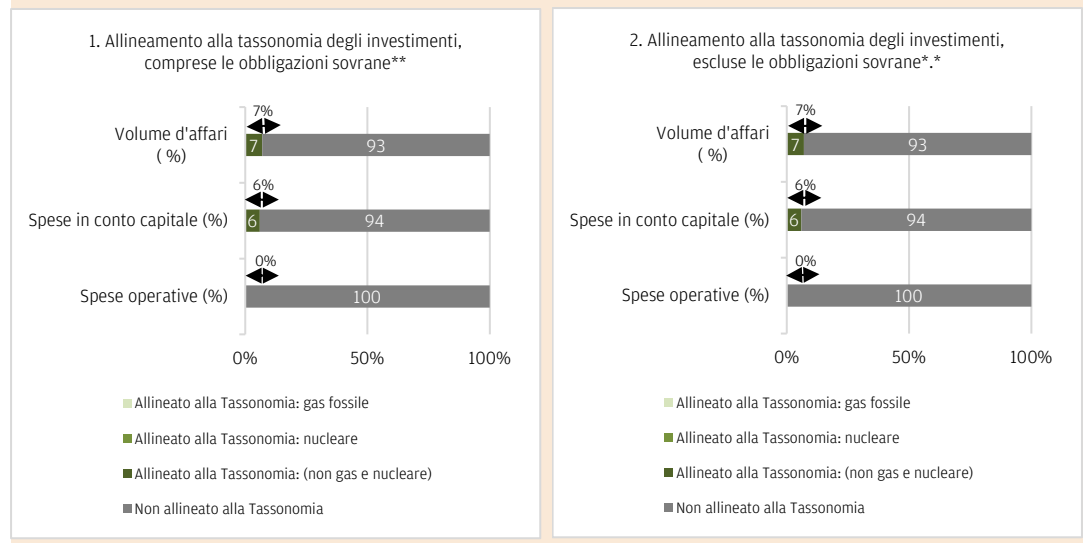 1. Allineamento alla tassonomia degli investimenti,
comprese le obbligazioni sovrane**
7%
Volume d'affari
( %)
7
93
6%
Spese in conto capitale (%)
6
94
0%
Spese operative (%)
100
0%
50%
100%
Allineato alla Tassonomia: gas fossile
Allineato alla Tassonomia: nucleare
Allineato alla Tassonomia: (non gas e nucleare)
Non allineato alla Tassonomia
2. Allineamento alla tassonomia degli investimenti,
escluse le obbligazioni sovrane*.*
7%
Volume d'affari
( %)
7
93
6%
Spese in conto capitale (%)
6
94
0%
Spese operative (%)
100
0%
50%
100%
Allineato alla Tassonomia: gas fossile
Allineato alla Tassonomia: nucleare
Allineato alla Tassonomia: (non gas e nucleare)
Non allineato alla Tassonomia